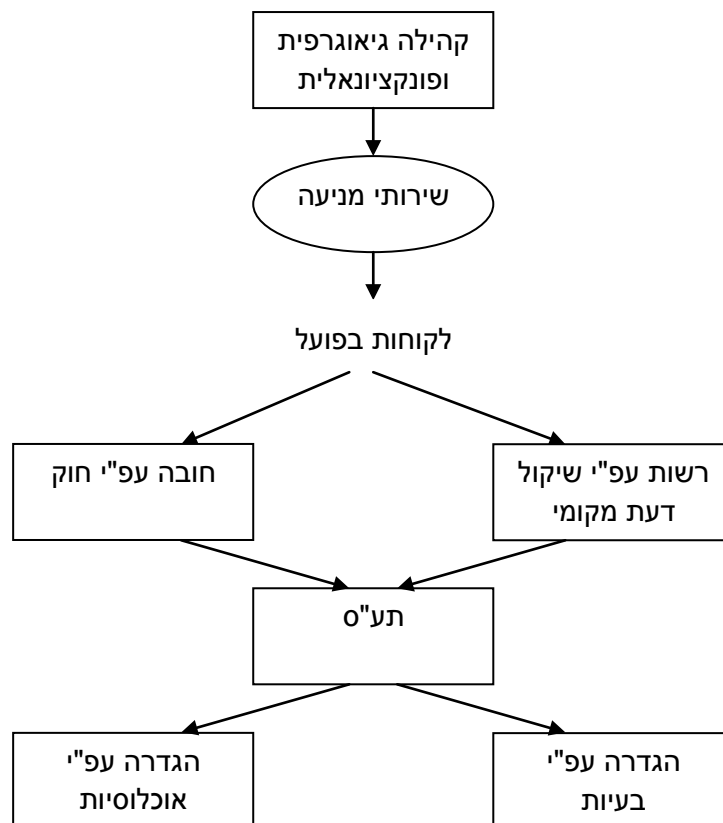 קהילה גיאוגרפית
ופונקציונאלית
שירותי מניעה
לקוחות בפועל
רשות עפ"י שיקול
דעת מקומי
חובה עפ"י חוק
תע"ס
הגדרה עפ"י
בעיות
הגדרה עפ"י
אוכלוסיות